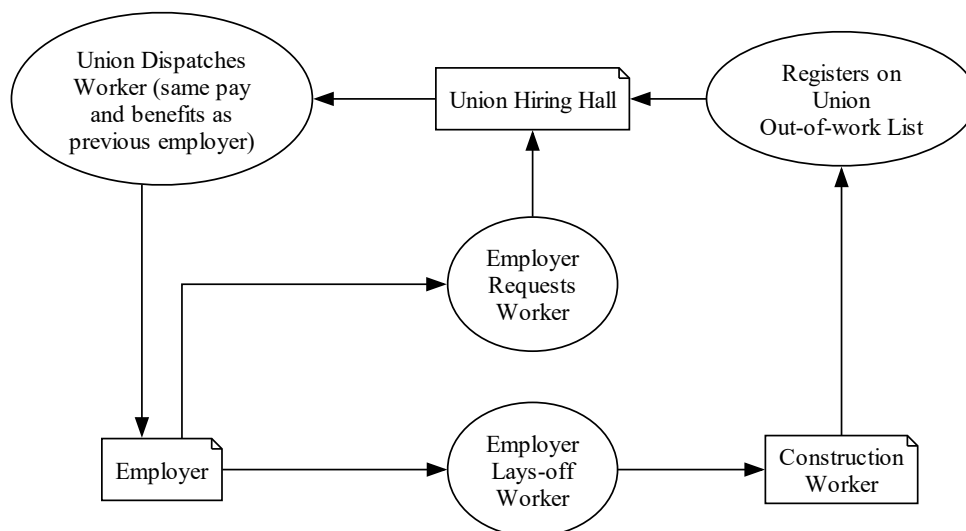 Union Dispatches
Worker (same pay
and benefits as
previous employer)
Union Hiring Hall
Registers on
Union
Out-of-work List
Employer
Requests
Worker
Employer
Employer
Lays-off
Worker
Construction
Worker